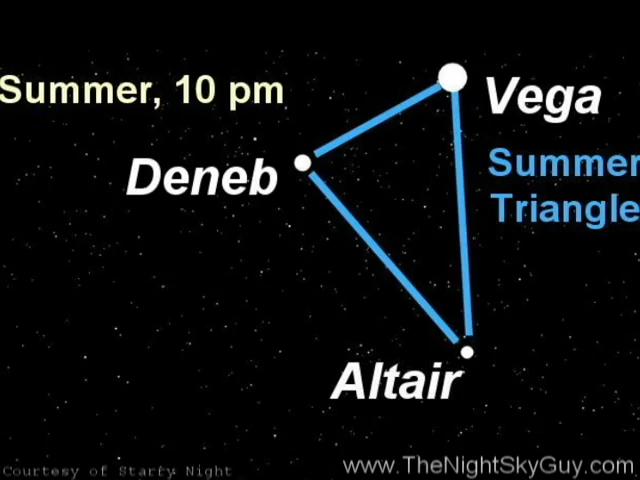 Summer, 10 pm
Vega
Deneb
Summer
Triangle
Altair
Courtesy of Starry Night
www.TheNightSkyGuy.com